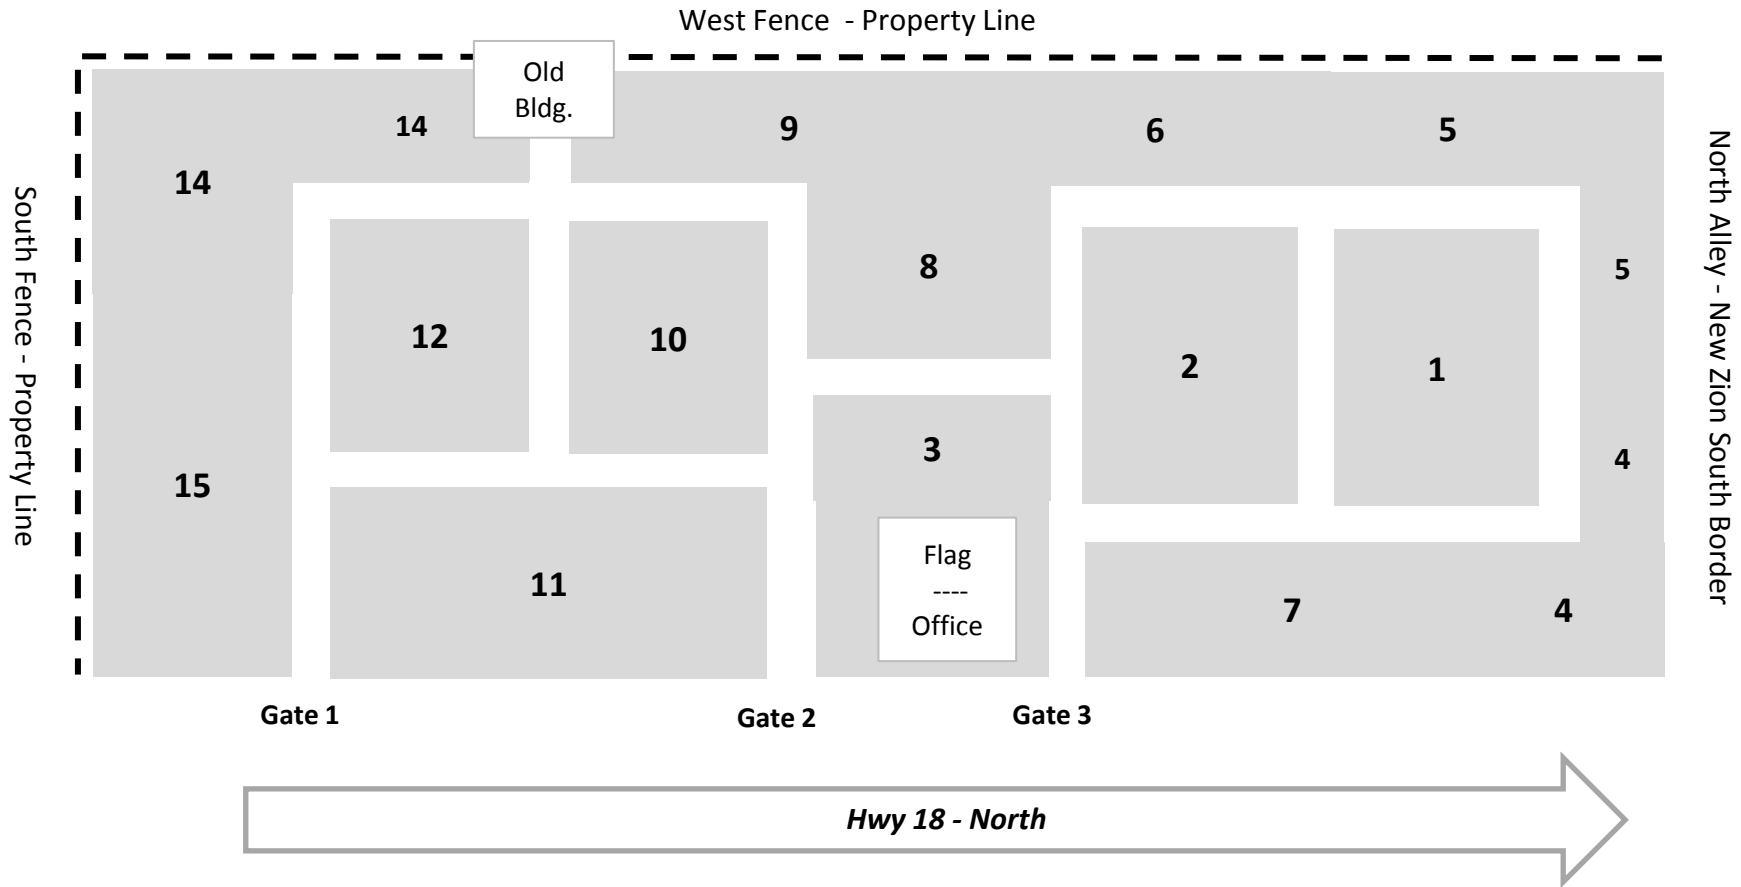 West Fence  - Property Line
Old
Bldg.
14
9
6
5
14
South Fence - Property Line
North Alley - New Zion South Border
8
5
12
10
2
1
3
4
15
11
Flag
----
Office
7
4
Gate 1
Gate 2
Gate 3
Hwy 18 - North